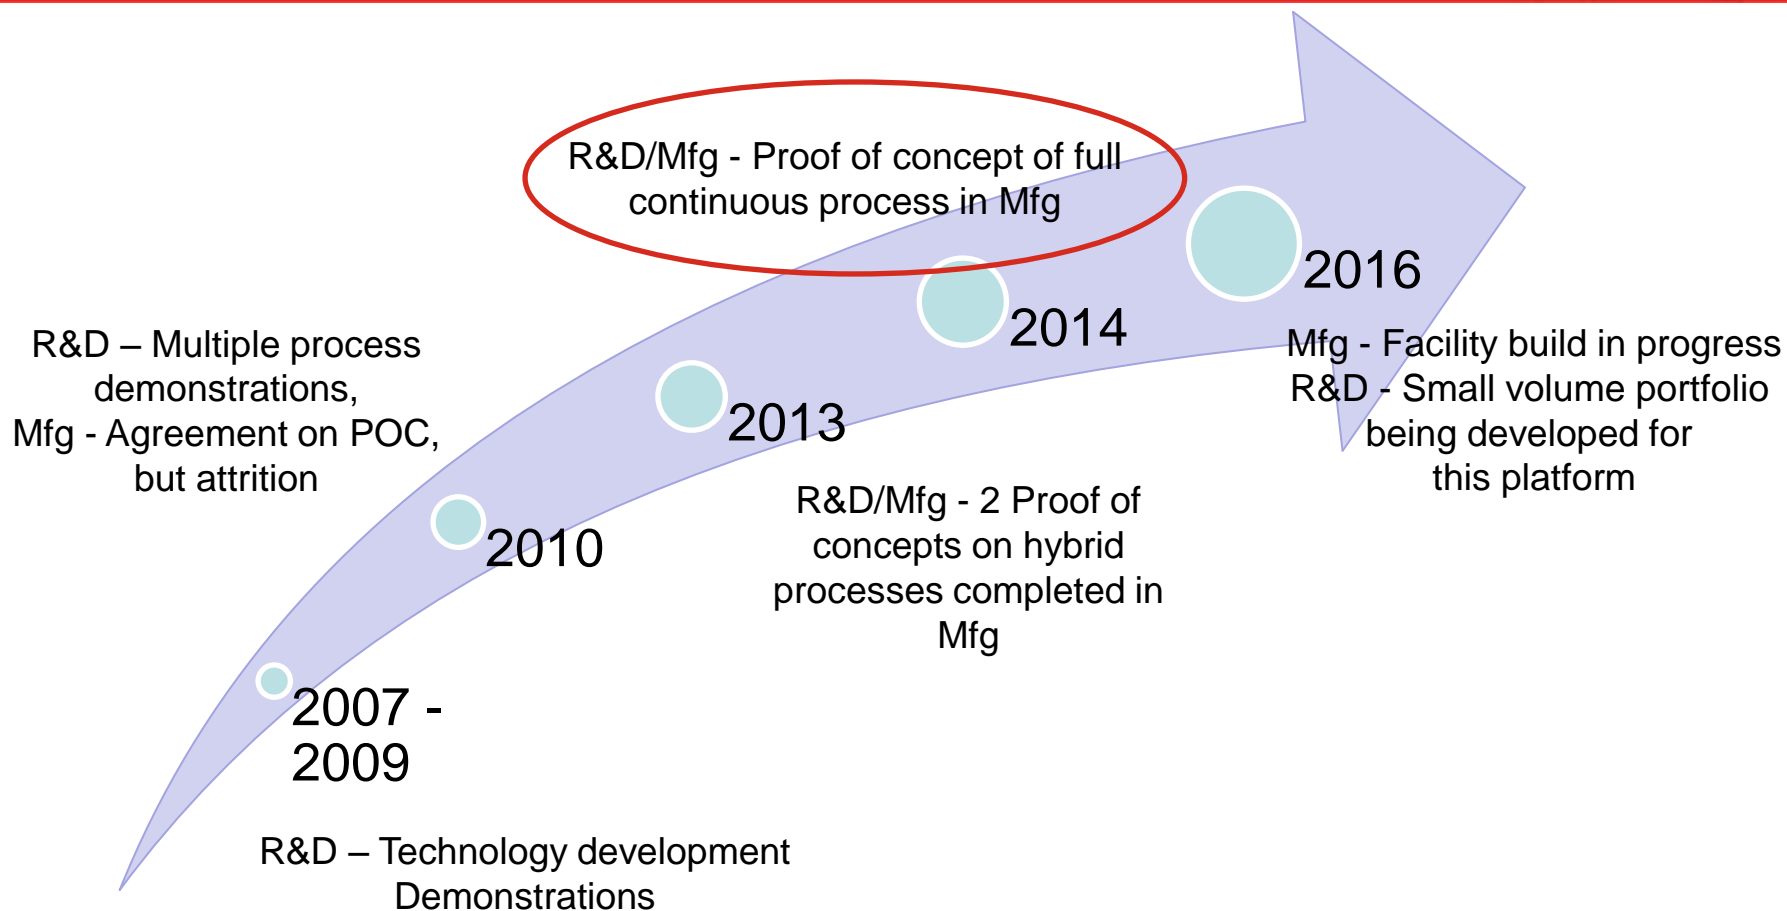 R&D/Mfg - Proof of concept of full
continuous process in Mfg
2016
Mfg - Facility build in progress
R&D - Small volume portfolio
being developed for
this platform
2014
R&D – Multiple process
demonstrations,
Mfg - Agreement on POC,
but attrition
2013
R&D/Mfg - 2 Proof of
concepts on hybrid
processes completed in
Mfg
2010
2007 -
2009
R&D – Technology development
Demonstrations